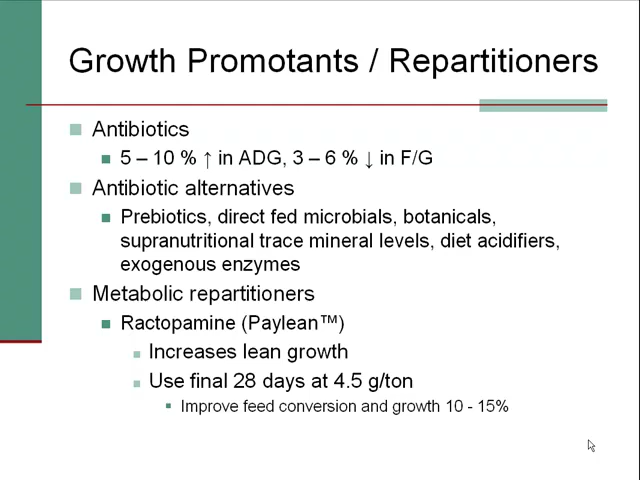 Growth Promotants / Repartitioners
Antibiotics
5 – 10 % ↑ in ADG, 3 – 6 % ↓ in F/G
Antibiotic alternatives
Prebiotics, direct fed microbials, botanicals,
supranutritional trace mineral levels, diet acidifiers,
exogenous enzymes
Metabolic repartitioners
Ractopamine (Paylean™)
Increases lean growth
Use final 28 days at 4.5 g/ton
Improve feed conversion and growth 10 - 15%